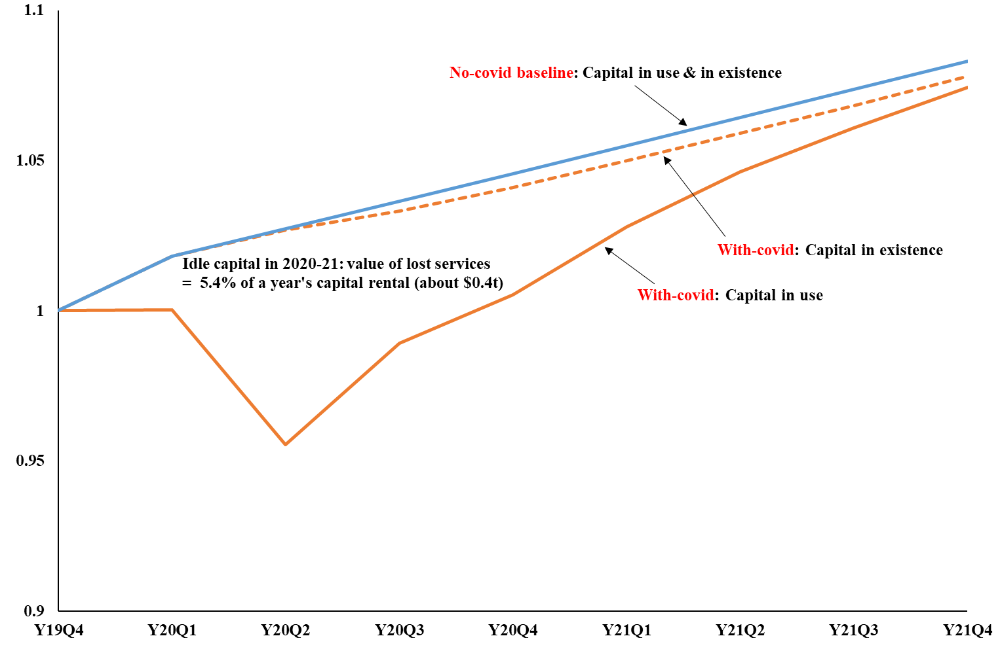 1.1
No-covid baseline: Capital in use & in existence
1.05
With-covid: Capital in existence
Idle capital in 2020-21: value of lost services
=  5.4% of a year's capital rental (about $0.4t)
With-covid: Capital in use
1
0.95
0.9
Y19Q4 Y20Q1 Y20Q2 Y20Q3 Y20Q4 Y21Q1 Y21Q2 Y21Q3 Y21Q4